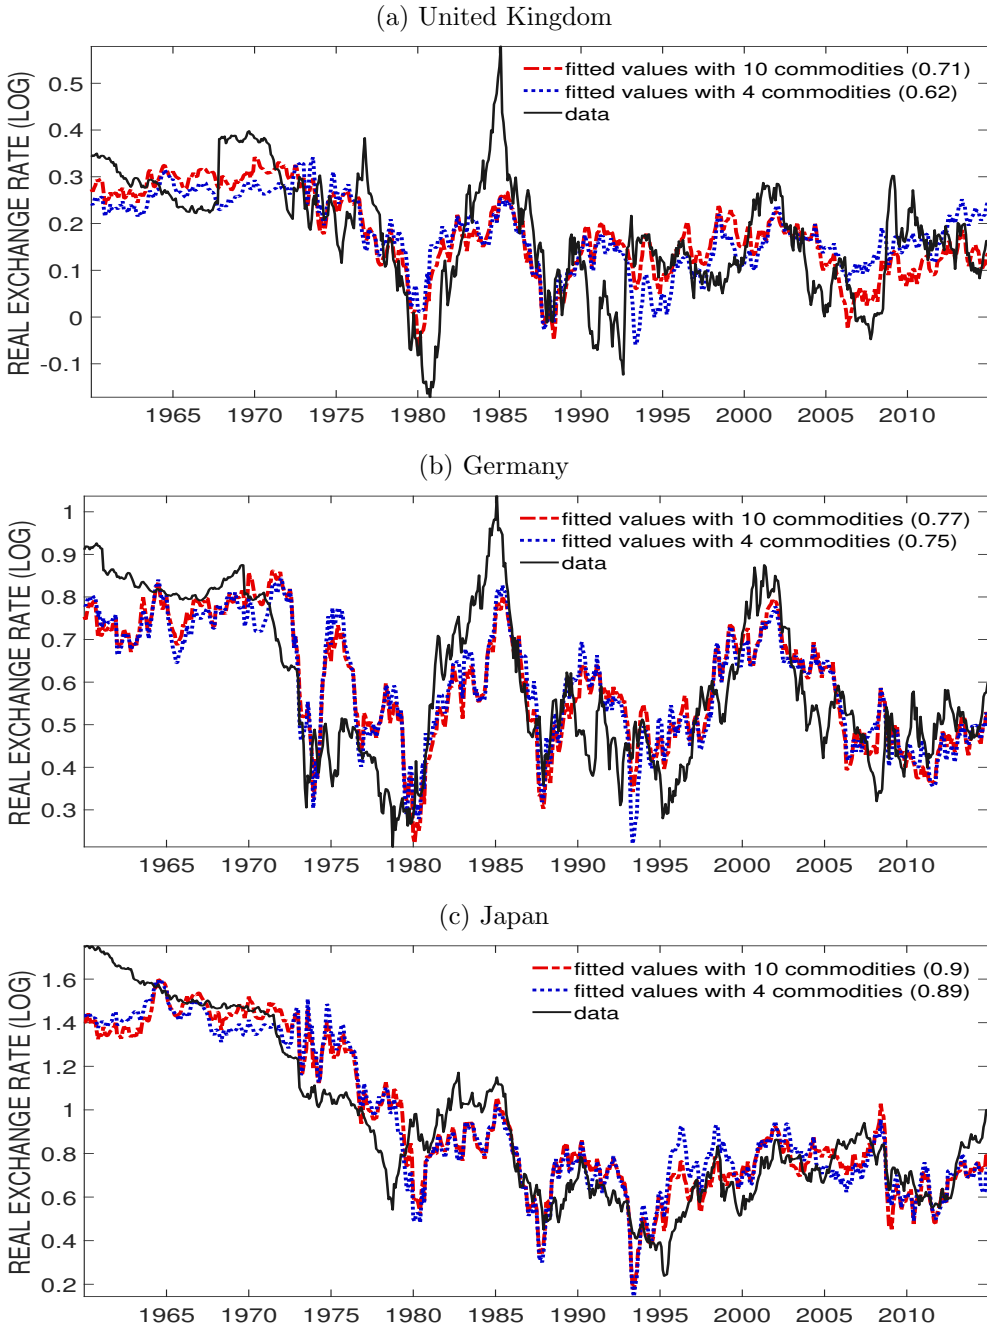 (a) United Kingdom
REAL EXCHANGE RATE (LOG)
0.5
0.4
0.3
0.2
0.1
0
-0.1
fitted values with 10 commodities (0.71)
fitted values with 4 commodities (0.62)
data
1965 1970 1975 1980 1985 1990 1995 2000 2005 2010
(b) Germany
REAL EXCHANGE RATE (LOG)
1
0.9
0.8
0.7
0.6
0.5
0.4
0.3
fitted values with 10 commodities (0.77)
fitted values with 4 commodities (0.75)
data
1965 1970 1975 1980 1985 1990 1995 2000 2005 2010
(c) Japan
REAL EXCHANGE RATE (LOG)
1.6
1.4
1.2
1
0.8
0.6
0.4
0.2
fitted values with 10 commodities (0.9)
fitted values with 4 commodities (0.89)
data
1965 1970 1975 1980 1985 1990 1995 2000 2005 2010